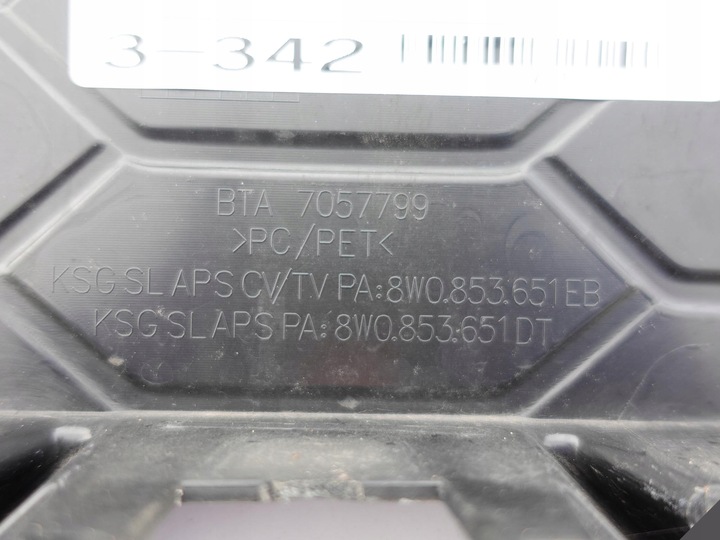 3-342
BTA 7057799
>PC/PET<
KSG SL APS CV/TV PA:8W0.853.651EB
KSG SL APS PA:8W0.853.651DT